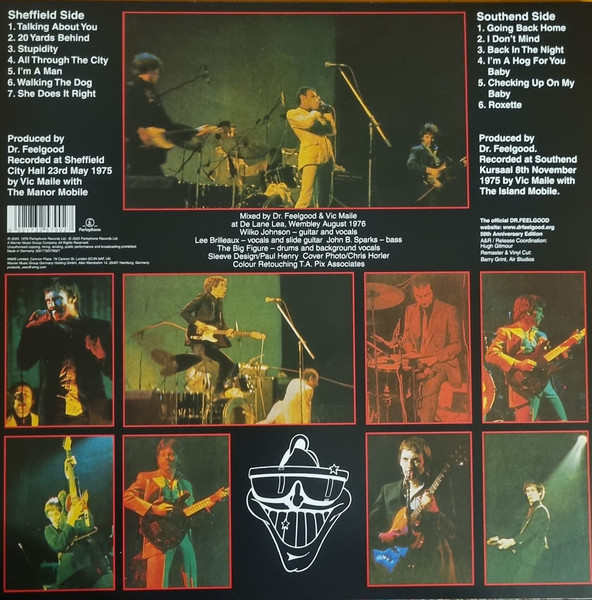 Sheffield Side
1. Talking About You
2. 20 Yards Behind
3. Stupidity
4. All Through The City
5. I'm A Man
6. Walking The Dog
7. She Does It Right
Produced by
Dr. Feelgood
Recorded at Sheffield
City Hall 23rd May 1975
by Vic Maile with
The Manor Mobile
Parlophone
Southend Side
1. Going Back Home
2. I Don't Mind
3. Back In The Night
4. I'm A Hog For You
Baby
5. Checking Up On My
Baby
6. Roxette
Produced by
Dr. Feelgood.
Recorded at Southend
Kursaal 8th November
1975 by Vic Maile with
The Island Mobile.
Mixed by Dr. Feelgood & Vic Maile
at De Lane Lea, Wembley August 1976
Wilko Johnson – guitar and vocals
Lee Brilleaux – vocals and slide guitar John B. Sparks – bass
The Big Figure – drums and background vocals
Sleeve Design/Paul Henry Cover Photo/Chris Horler
Colour Retouching T.A. Pix Associates
The official DR.FEELGOOD
website: www.drfeelgood.org
50th Anniversary Edition
A&R / Release Coordination:
Hugh Gilmour
Remaster & Vinyl Cut:
Barry Grint, Air Studios